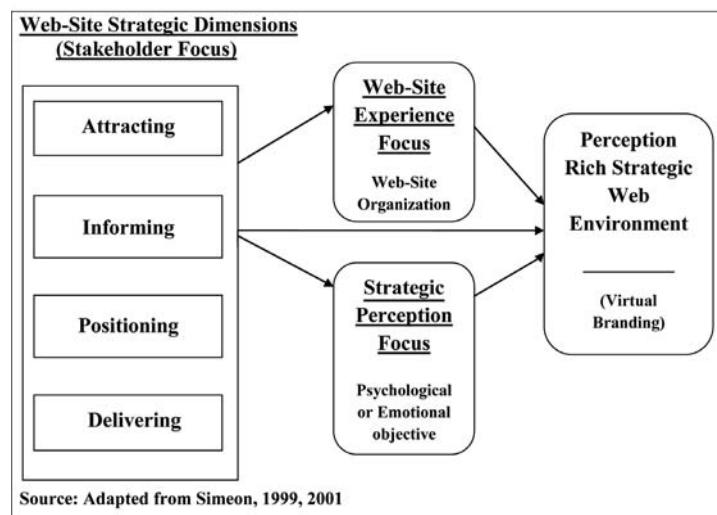 Web-Site Strategic Dimensions
(Stakeholder Focus)
Attracting
Informing
Positioning
Delivering
Web-Site
Experience
Focus
Web-Site
Organization
Strategic
Perception
Focus
Psychological
or Emotional
objective
Perception
Rich Strategic
Web
Environment
(Virtual
Branding)
Source: Adapted from Simeon, 1999, 2001